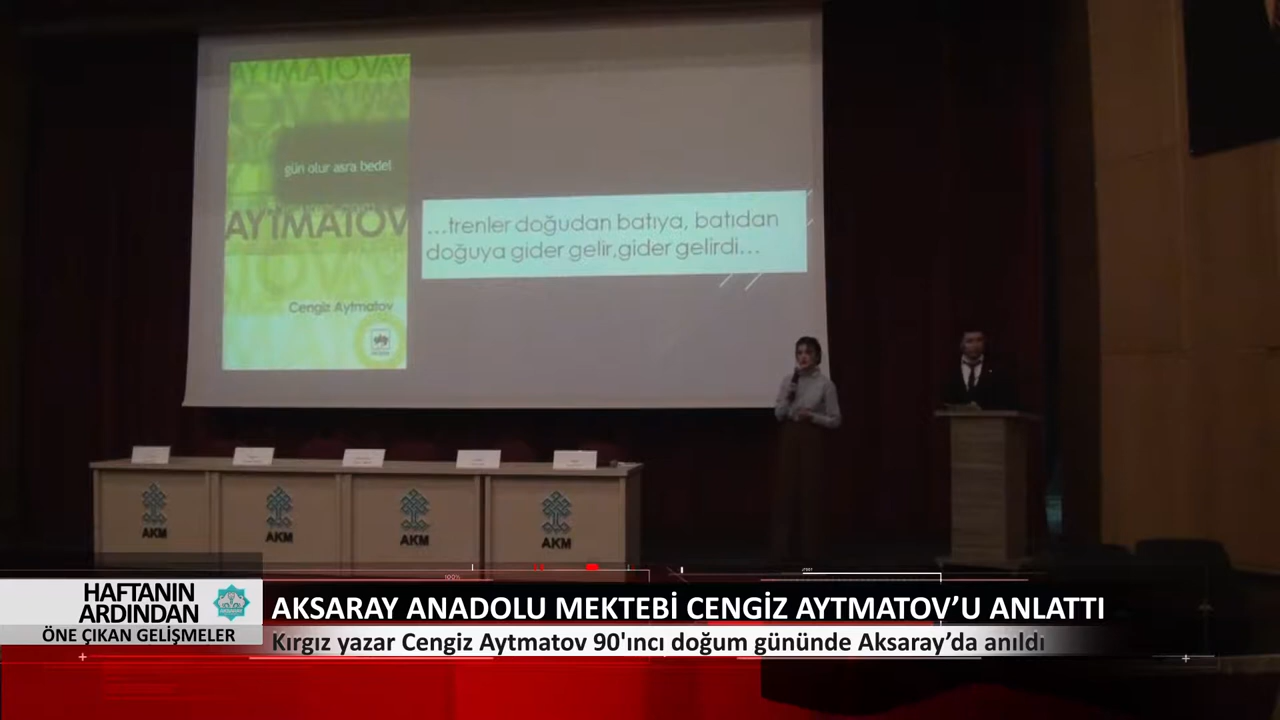 AYTMATOVAY
gün olur asra bedel
AYTMATOV
Cengiz Aytmatov
...trenler doğudan batıya, batıdan
doğuya gider gelir,gider gelirdi...
AKM
AKM
AKM
AKM
100%
HAFTANIN
ARDINDAN
ÖNE ÇIKAN GELİŞMELER
AKSARAY ANADOLU MEKTEBİ CENGİZ AYTMATOV’U ANLATTI
Kırgız yazar Cengiz Aytmatov 90'ıncı doğum gününde Aksaray’da anıldı